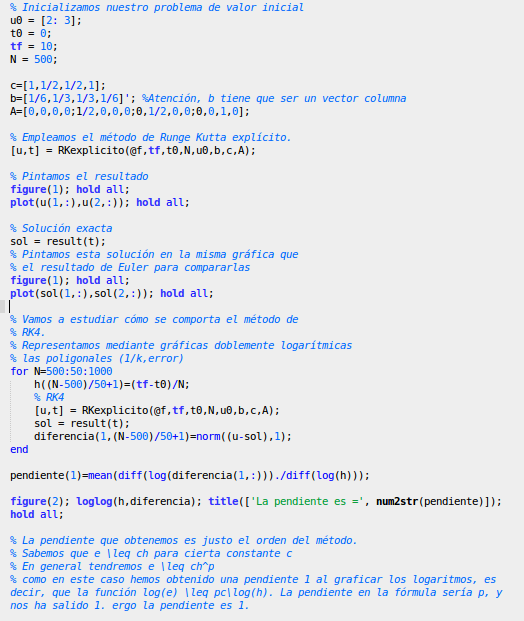 % Inicializamos nuestro problema de valor inicial
u0 = [2: 3];
t0 = 0;
tf = 10;
N = 500;
c=[1,1/2,1/2,1];
b=[1/6,1/3,1/3,1/6]'; %Atención, b tiene que ser un vector columna
A=[0,0,0,0;1/2,0,0,0;0,1/2,0,0;0,0,1,0];
% Empleamos el método de Runge Kutta explícito.
[u,t] = RKexplicito(@f,tf,t0,N,u0,b,c,A);
% Pintamos el resultado
figure(1); hold all;
plot(u(1,:),u(2,:)); hold all;
% Solución exacta
sol = result(t);
% Pintamos esta solución en la misma gráfica que
% el resultado de Euler para compararlas
figure(1); hold all;
plot(sol(1,:),sol(2,:)); hold all;
% Vamos a estudiar cómo se comporta el método de
% RK4.
% Representamos mediante gráficas doblemente logarítmicas
% las poligonales (1/k,error)
for N=500:50:1000
h((N-500)/50+1)=(tf-t0)/N;
% RK4
[u,t] = RKexplicito(@f,tf,t0,N,u0,b,c,A);
sol = result(t);
diferencia(1,(N-500)/50+1)=norm((u-sol),1);
end
pendiente(1)=mean(diff(log(diferencia(1,:)))./diff(log(h)));
figure(2); loglog(h,diferencia); title(['La pendiente es =', num2str(pendiente)]);
hold all;
% La pendiente que obtenemos es justo el orden del método.
% Sabemos que e \leq ch para cierta constante c
% En general tendremos e \leq ch^p
% como en este caso hemos obtenido una pendiente 1 al graficar los logaritmos, es
decir, que la función log(e) \leq pc\log(h). La pendiente en la fórmula sería p, y
nos ha salido 1. ergo la pendiente es 1.